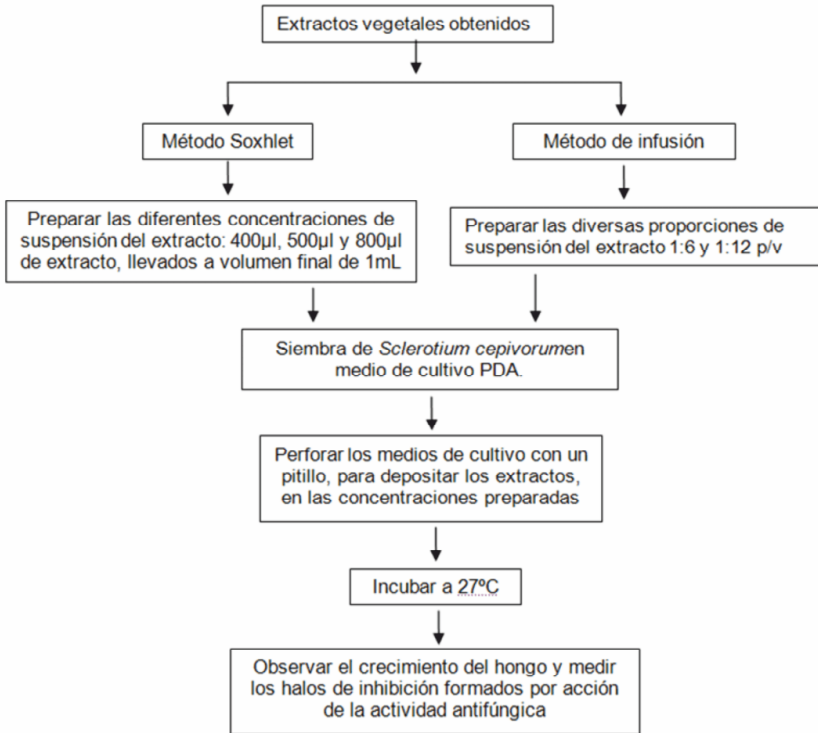 Extractos vegetales obtenidos
Método Soxhlet
Método de infusión
Preparar las diferentes concentraciones de
suspensión del extracto: 400µl, 500µl y 800µl
de extracto, llevados a volumen final de 1mL
Preparar las diversas proporciones de
suspensión del extracto 1:6 y 1:12 p/v
Siembra de Sclerotium cepivorumen
medio de cultivo PDA.
Perforar los medios de cultivo con un
pitillo, para depositar los extractos,
en las concentraciones preparadas
Incubar a 27ºC
Observar el crecimiento del hongo y medir
los halos de inhibición formados por acción
de la actividad antifúngica